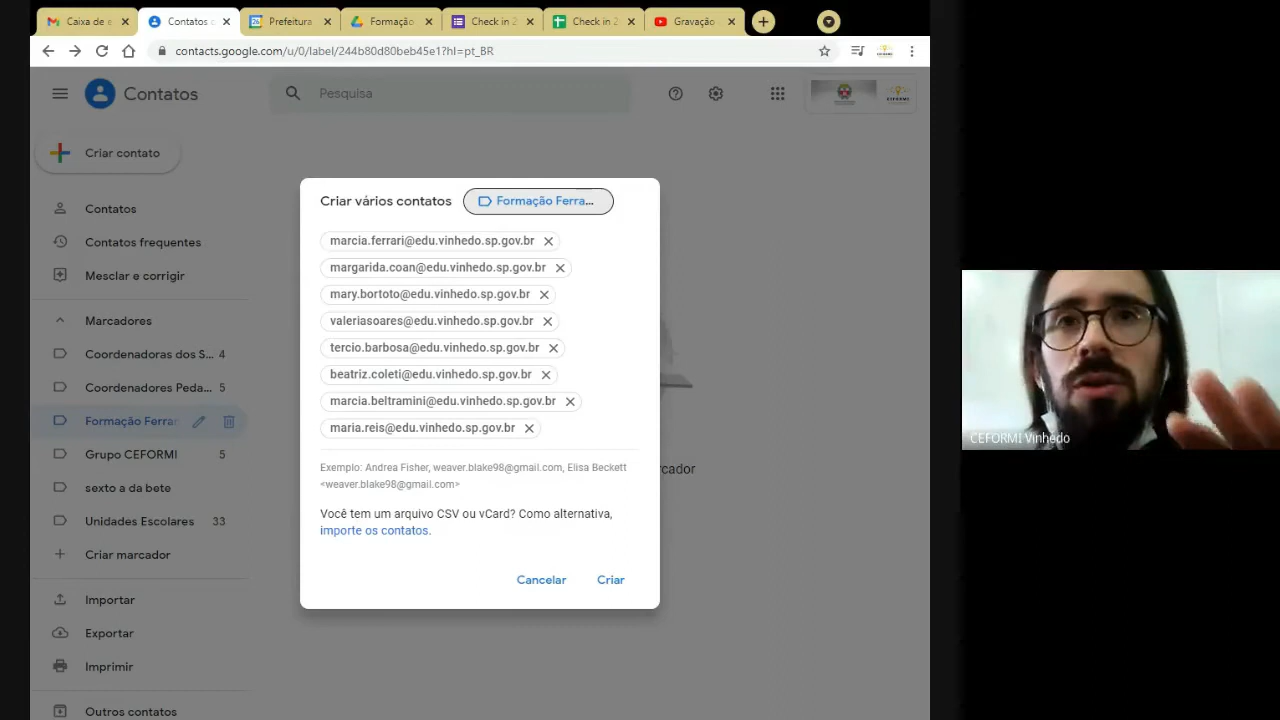 Caixa de e
Contatos c
Prefeitura
Formação
Check in 2
Check in 2
Gravação
contacts.google.com/u/0/label/244b80d80beb45e1?hl=pt_BR
Contatos
Pesquisa
CEFORMI
Criar contato
Contatos
Contatos frequentes
Mesclar e corrigir
Marcadores
Coordenadoras dos S... 4
Coordenadores Peda... 5
Formação Ferra
Grupo CEFORMI 5
sexto a da bete
Unidades Escolares 33
Criar marcador
Importar
Exportar
Imprimir
Outros contatos
Criar vários contatos
Formação Ferra...
marcia.ferrari@edu.vinhedo.sp.gov.br
margarida.coan@edu.vinhedo.sp.gov.br
mary.bortoto@edu.vinhedo.sp.gov.br
valeriasoares@edu.vinhedo.sp.gov.br
tercio.barbosa@edu.vinhedo.sp.gov.br
beatriz.coleti@edu.vinhedo.sp.gov.br
marcia.beltramini@edu.vinhedo.sp.gov.br
maria.reis@edu.vinhedo.sp.gov.br
Exemplo: Andrea Fisher, weaver.blake98@gmail.com, Elisa Beckett
<weaver.blake98@gmail.com>
Você tem um arquivo CSV ou vCard? Como alternativa,
importe os contatos.
Cancelar
Criar
rcador
CEFORMI Vinhedo